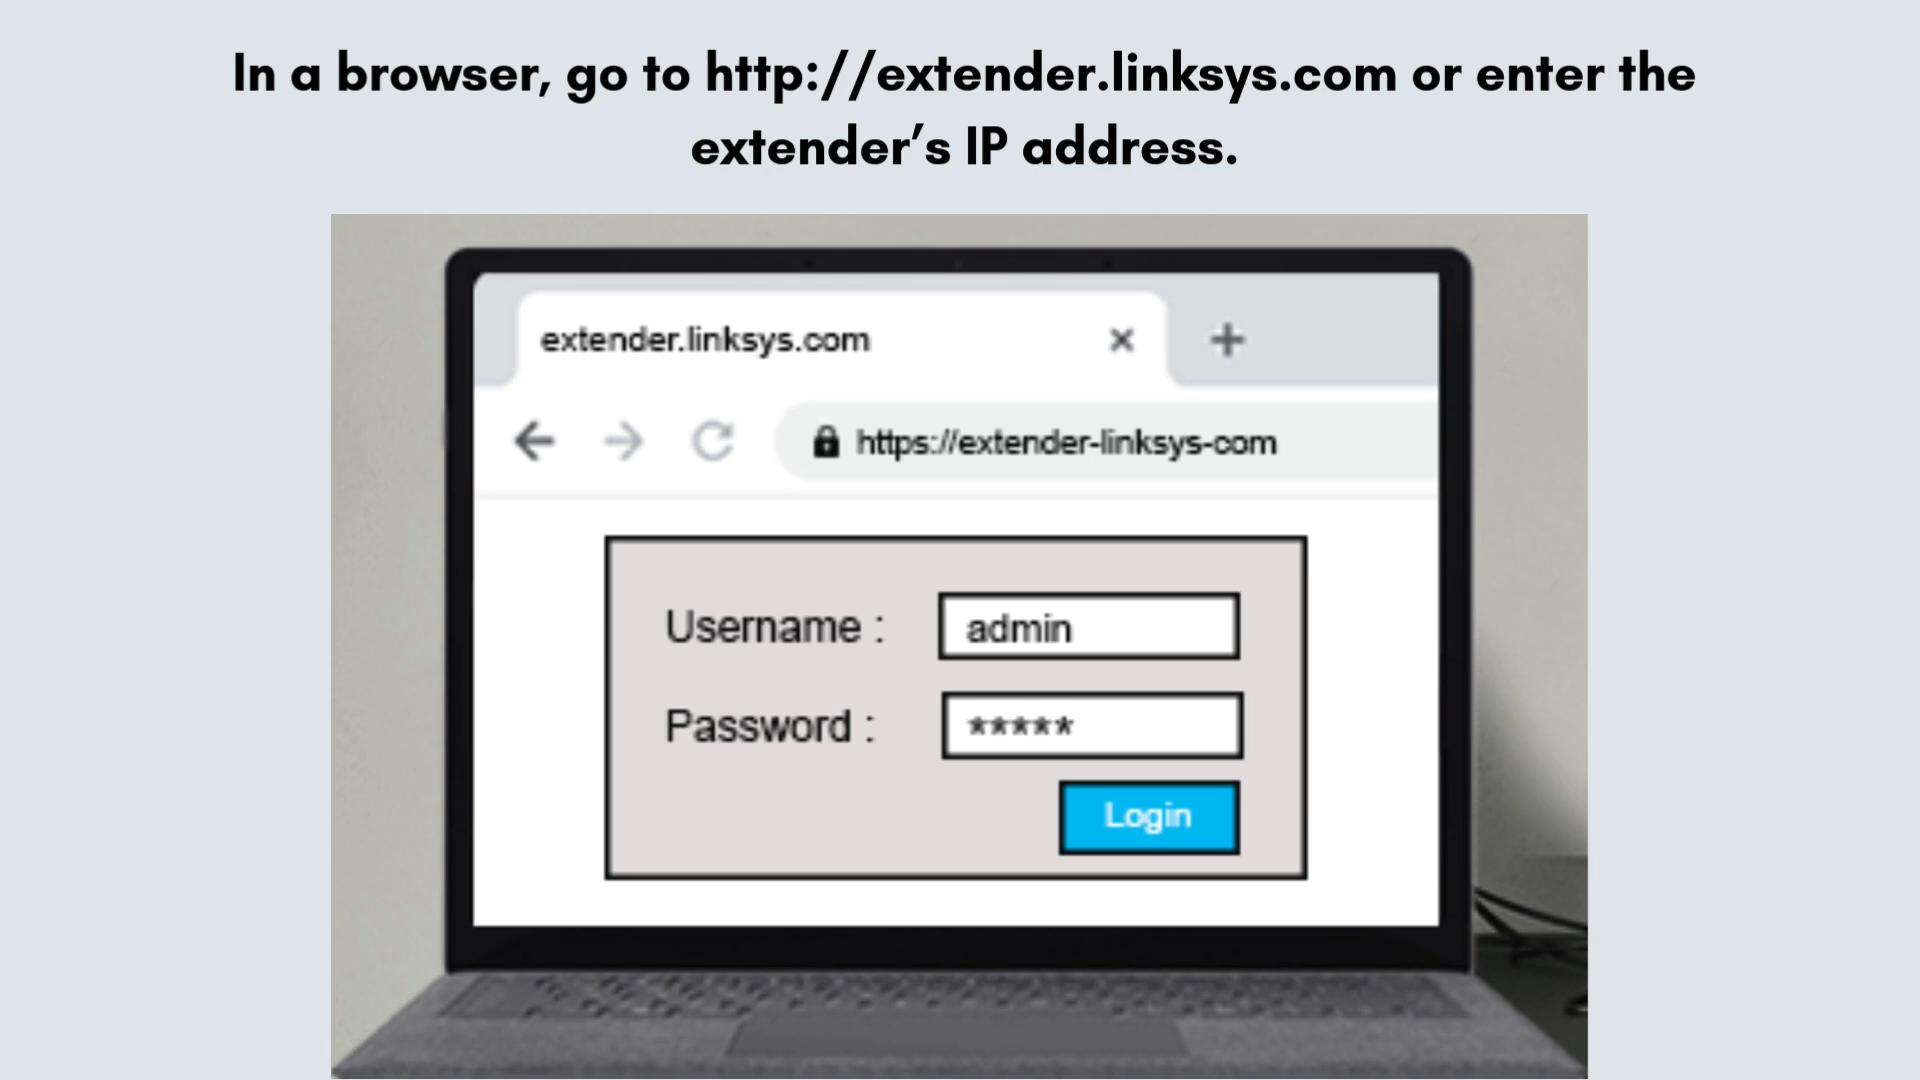 In a browser, go to http://extender.linksys.com or enter the
extender’s IP address.
extender.linksys.com
https://extender-linksys-com
Username : admin
Password : *****
Login